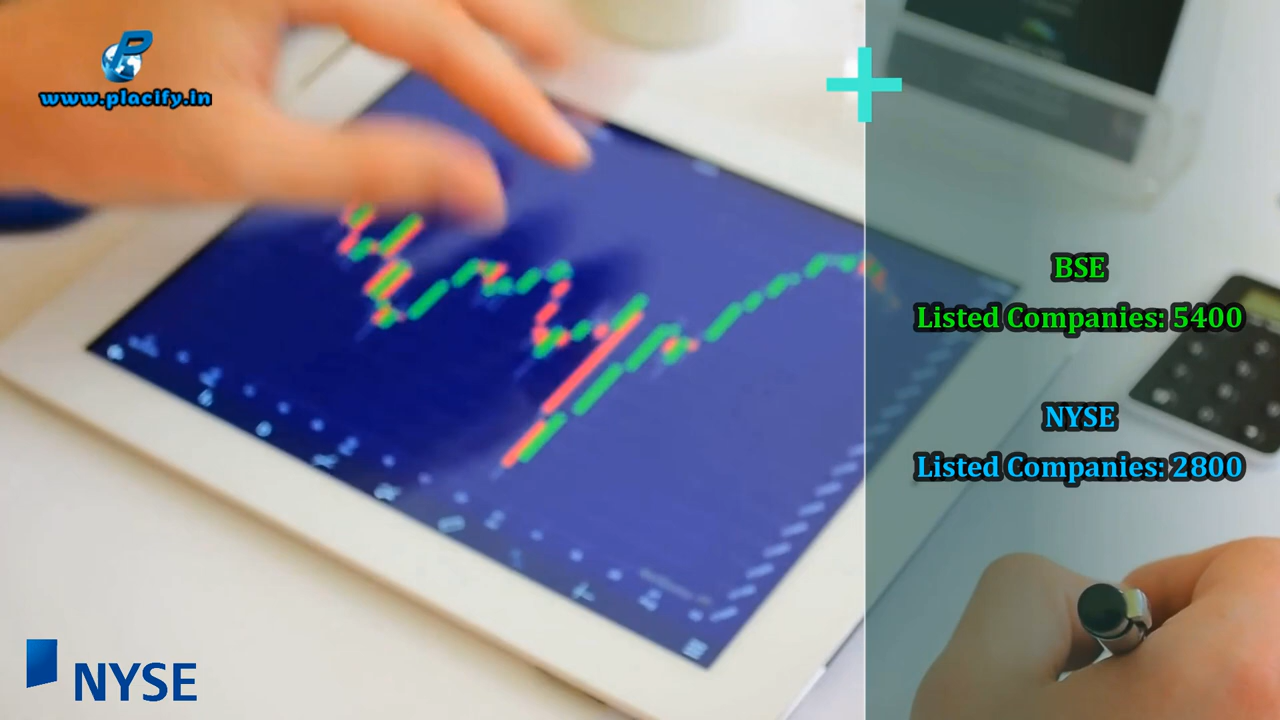 www.placify.in
BSE
Listed Companies: 5400
NYSE
Listed Companies: 2800
NYSE